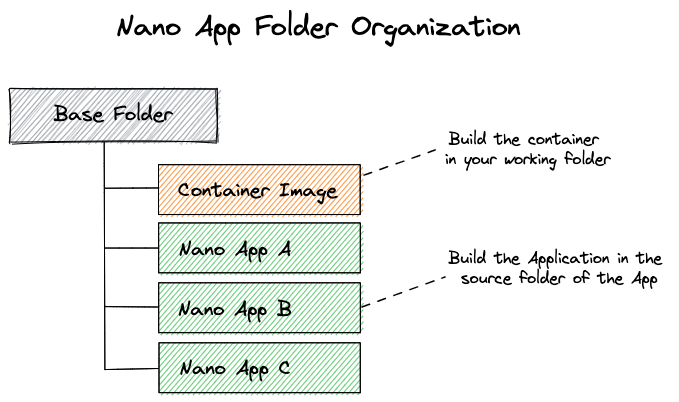 Nano App Folder Organization
Base Folder
Build the container
in your working folder
Container Image
Nano App A
Build the Application in the
source folder of the App
Nano App B
Nano App C